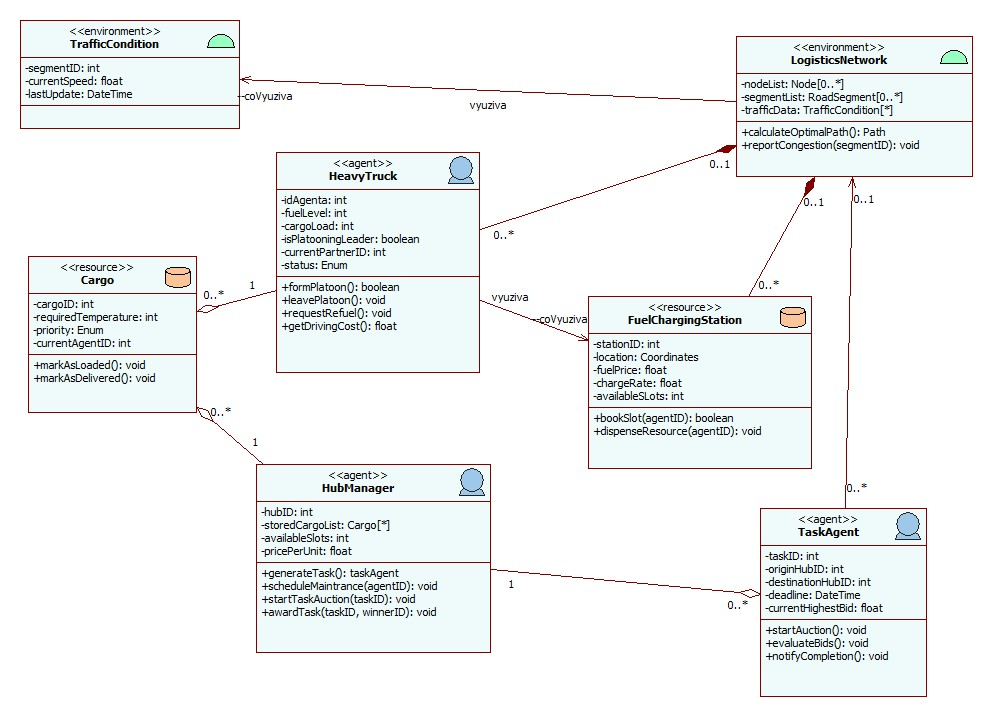 <<environment>>
TrafficCondition
-segmentID: int
-currentSpeed: float
-lastUpdate: DateTime
<<environment>>
LogisticsNetwork
-nodeList: Node[0..*]
-segmentList: RoadSegment[0..*]
-trafficData: TrafficCondition[*]
+calculateOptimalPath(): Path
+reportCongestion(segmentID): void
--coVyuziva
vyuziva
<<agent>>
HeavyTruck
-idAgenta: int
-fuelLevel: int
-cargoLoad: int
-isPlatooningLeader: boolean
-currentPartnerID: int
-status: Enum
+formPlatoon(): boolean
+leavePlatoon(): void
+requestRefuel(): void
+getDrivingCost(): float
0..1
0..*
0..1
0..1
0..*
<<resource>>
Cargo
-cargoID: int
-requiredTemperature: int
-priority: Enum
-currentAgentID: int
+markAsLoaded(): void
+markAsDelivered(): void
0..*
1
vyuziva
--coVyuziva
<<resource>>
FuelChargingStation
-stationID: int
-location: Coordinates
-fuelPrice: float
-chargeRate: float
-availableSLots: int
+bookSlot(agentID): boolean
+dispenseResource(agentID): void
0..*
1
<<agent>>
HubManager
-hubID: int
-storedCargoList: Cargo[*]
-availableSlots: int
-pricePerUnit: float
+generateTask(): taskAgent
+scheduleMaintrance(agentID): void
+startTaskAuction(taskID): void
+awardTask(taskID, winnerID): void
0..*
1
0..*
<<agent>>
TaskAgent
-taskID: int
-originHubID: int
-destinationHubID: int
-deadline: DateTime
-currentHighestBid: float
+startAuction(): void
+evaluateBids(): void
+notifyCompletion(): void